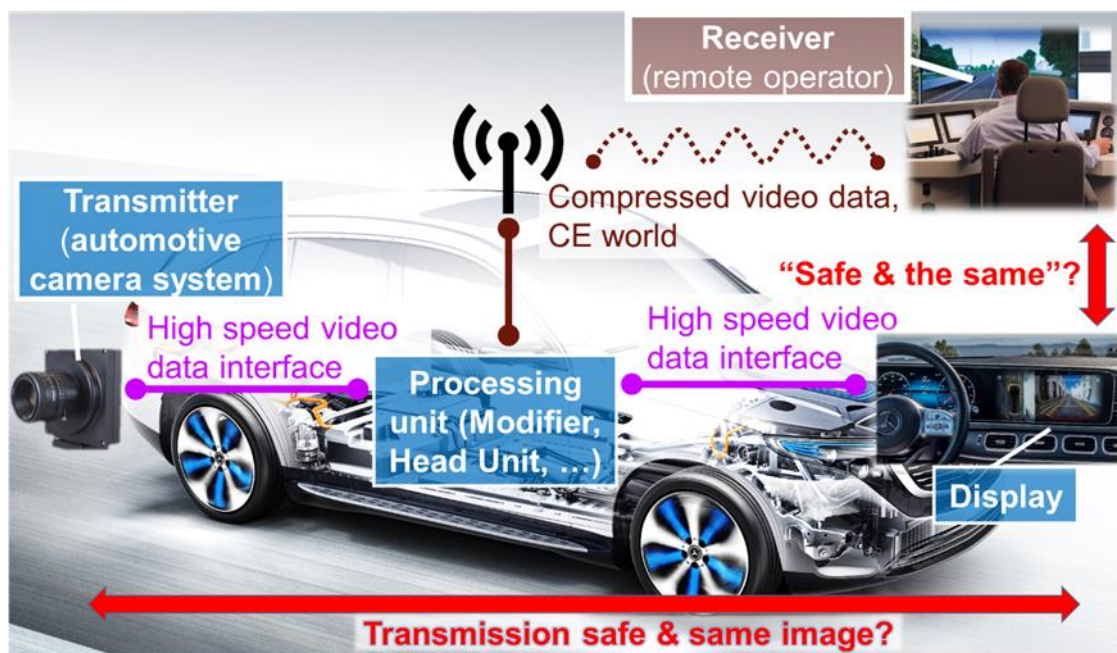 Receiver
(remote operator)
Compressed video data,
CE world
Transmitter
(automotive
camera system)
“Safe & the same”?
High speed video
data interface
High speed video
data interface
Processing
unit (Modifier,
Head Unit, ...)
Display
Transmission safe & same image?